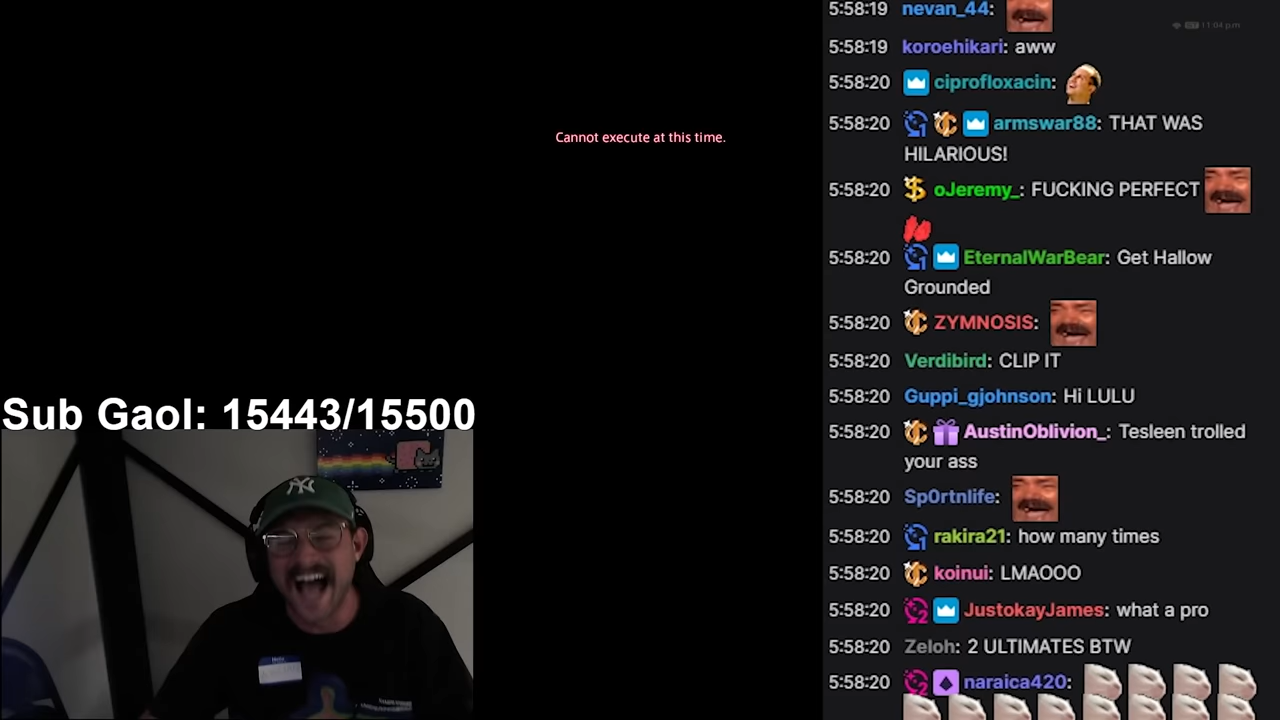 5:58:19 nevan_44:
11:04 p.m
5:58:19 koroehikari: aww
5:58:20 ciprofloxacin:
5:58:20 armswar88: THAT WAS
HILARIOUS!
Cannot execute at this time.
5:58:20 oJeremy_: FUCKING PERFECT
5:58:20 EternalWarBear: Get Hallow
Grounded
5:58:20 ZYMNOSIS:
5:58:20 Verdibird: CLIP IT
5:58:20 Guppi_gjohnson: Hi LULU
Sub Gaol: 15443/15500
5:58:20 AustinOblivion_: Tesleen trolled
your ass
5:58:20 Sp0rtnlife:
5:58:20 rakira21: how many times
5:58:20 koinui: LMAOOO
5:58:20 JustokayJames: what a pro
5:58:20 Zeloh: 2 ULTIMATES BTW
5:58:20 naraica420: